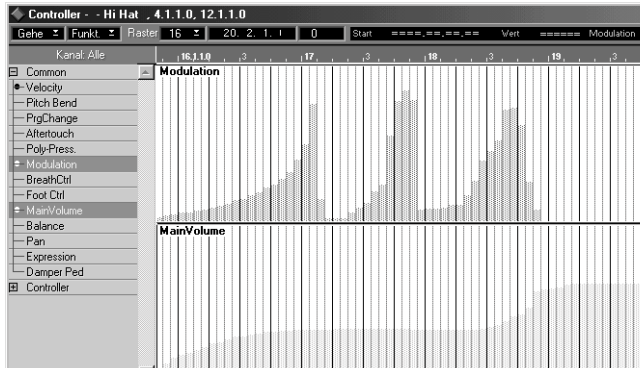 Controller - - Hi Hat , 4.1.1.0, 12.1.1.0
Gehe Funkt. Raster 16 20. 2. 1. 0 Start ====.==.==.== Wert ====== Modulation
Kanal: Alle 16.1.1.0 .3 17 .3 18 .3 19 .3
Common
Velocity
Pitch Bend
PrgChange
Aftertouch
Poly-Press.
Modulation
BreathCtrl
Foot Ctrl
MainVolume
Balance
Pan
Expression
Damper Ped
Controller
Modulation
MainVolume